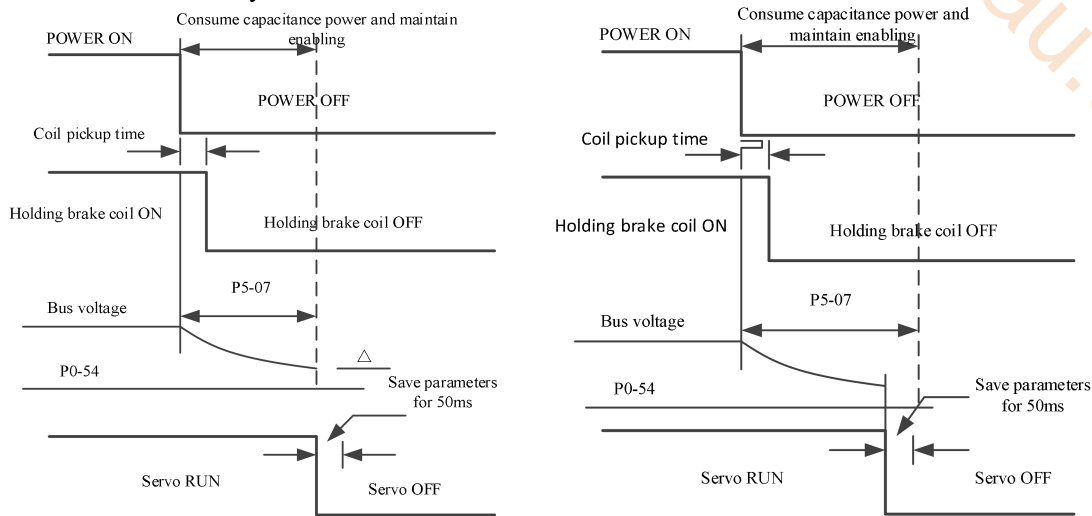 Consume capacitance power and maintain
enabling
POWER ON
POWER OFF
Coil pickup time
Holding brake coil ON
Holding brake coil OFF
P5-07
Bus voltage
△
P0-54
Save parameters
for 50ms
Servo RUN
Servo OFF
Consume capacitance power and
maintain enabling
POWER ON
POWER OFF
Coil pickup time
Holding brake coil ON
Holding brake coil OFF
P5-07
Bus voltage
P0-54
Save parameters
for 50ms
Servo RUN
Servo OFF
au.